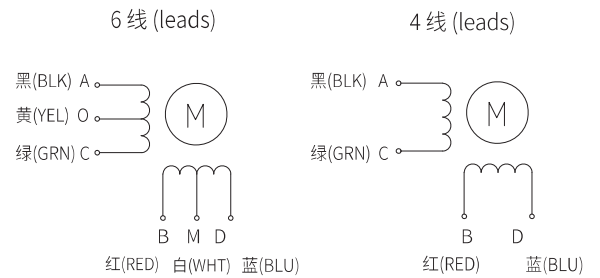 6 线 (leads)
黑(BLK) A
黄(YEL) O
绿(GRN) C
M
B M D
红(RED) 白(WHT) 蓝(BLU)
4 线 (leads)
黑(BLK) A
绿(GRN) C
M
B D
红(RED) 蓝(BLU)